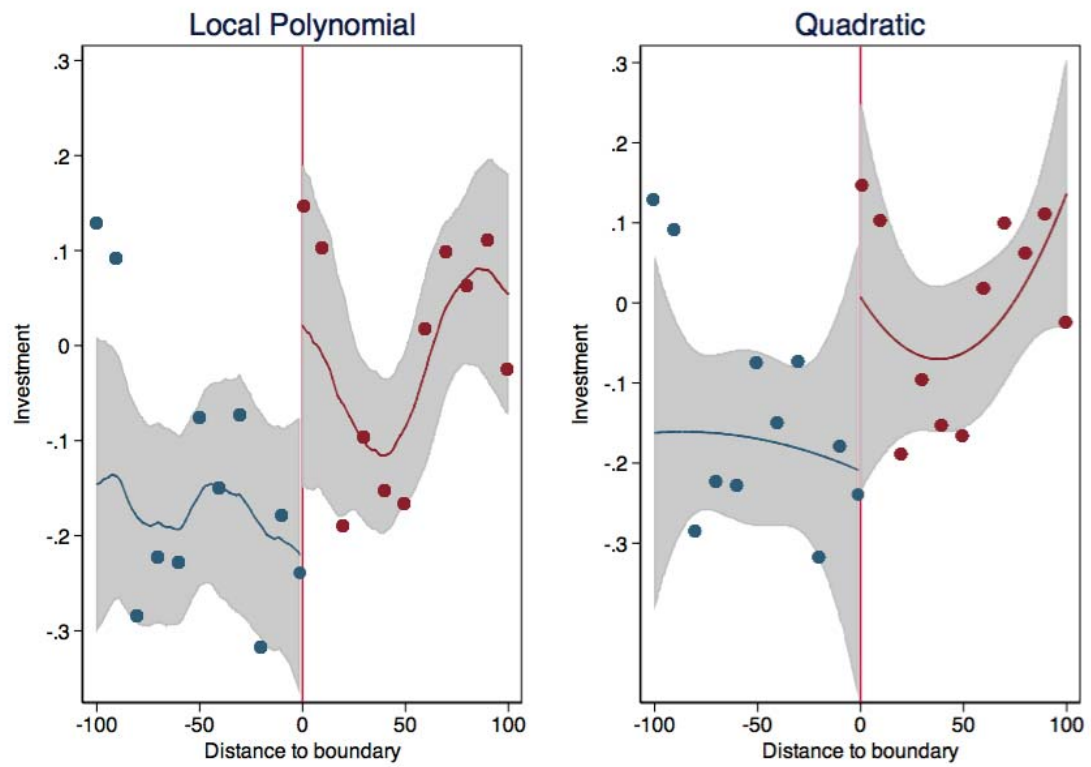 Local Polynomial
.3
.2
.1
0
-.1
-.2
-.3
Investment
-100 -50 0 50 100
Distance to boundary
Quadratic
.3
.2
.1
0
-.1
-.2
-.3
Investment
-100 -50 0 50 100
Distance to boundary